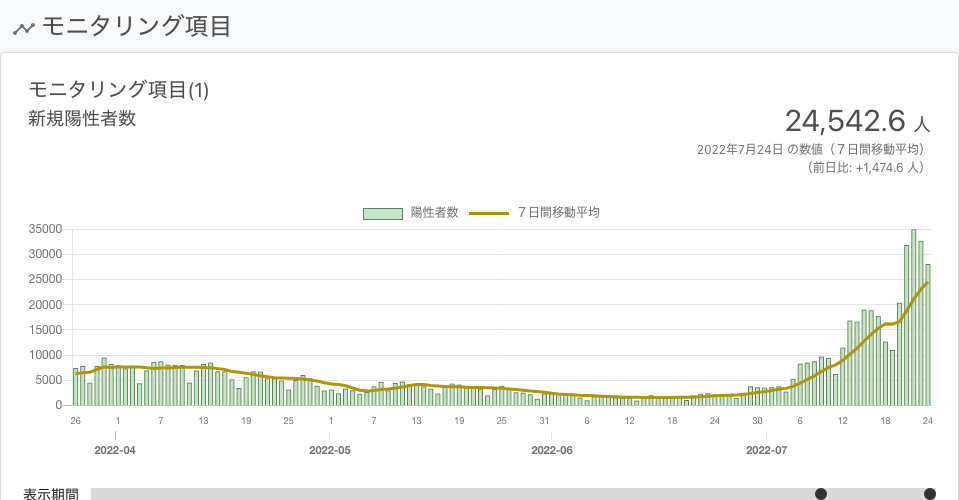 モニタリング項目
モニタリング項目(1)
新規陽性者数
24,542.6 人
2022年7月24日 の数値（７日間移動平均）
（前日比: +1,474.6 人）
陽性者数 ７日間移動平均
35000
30000
25000
20000
15000
10000
5000
0
26 1 7 13 19 25 1 7 13 19 25 31 6 12 18 24 30 6 12 18 24
2022-04 2022-05 2022-06 2022-07
表示期間